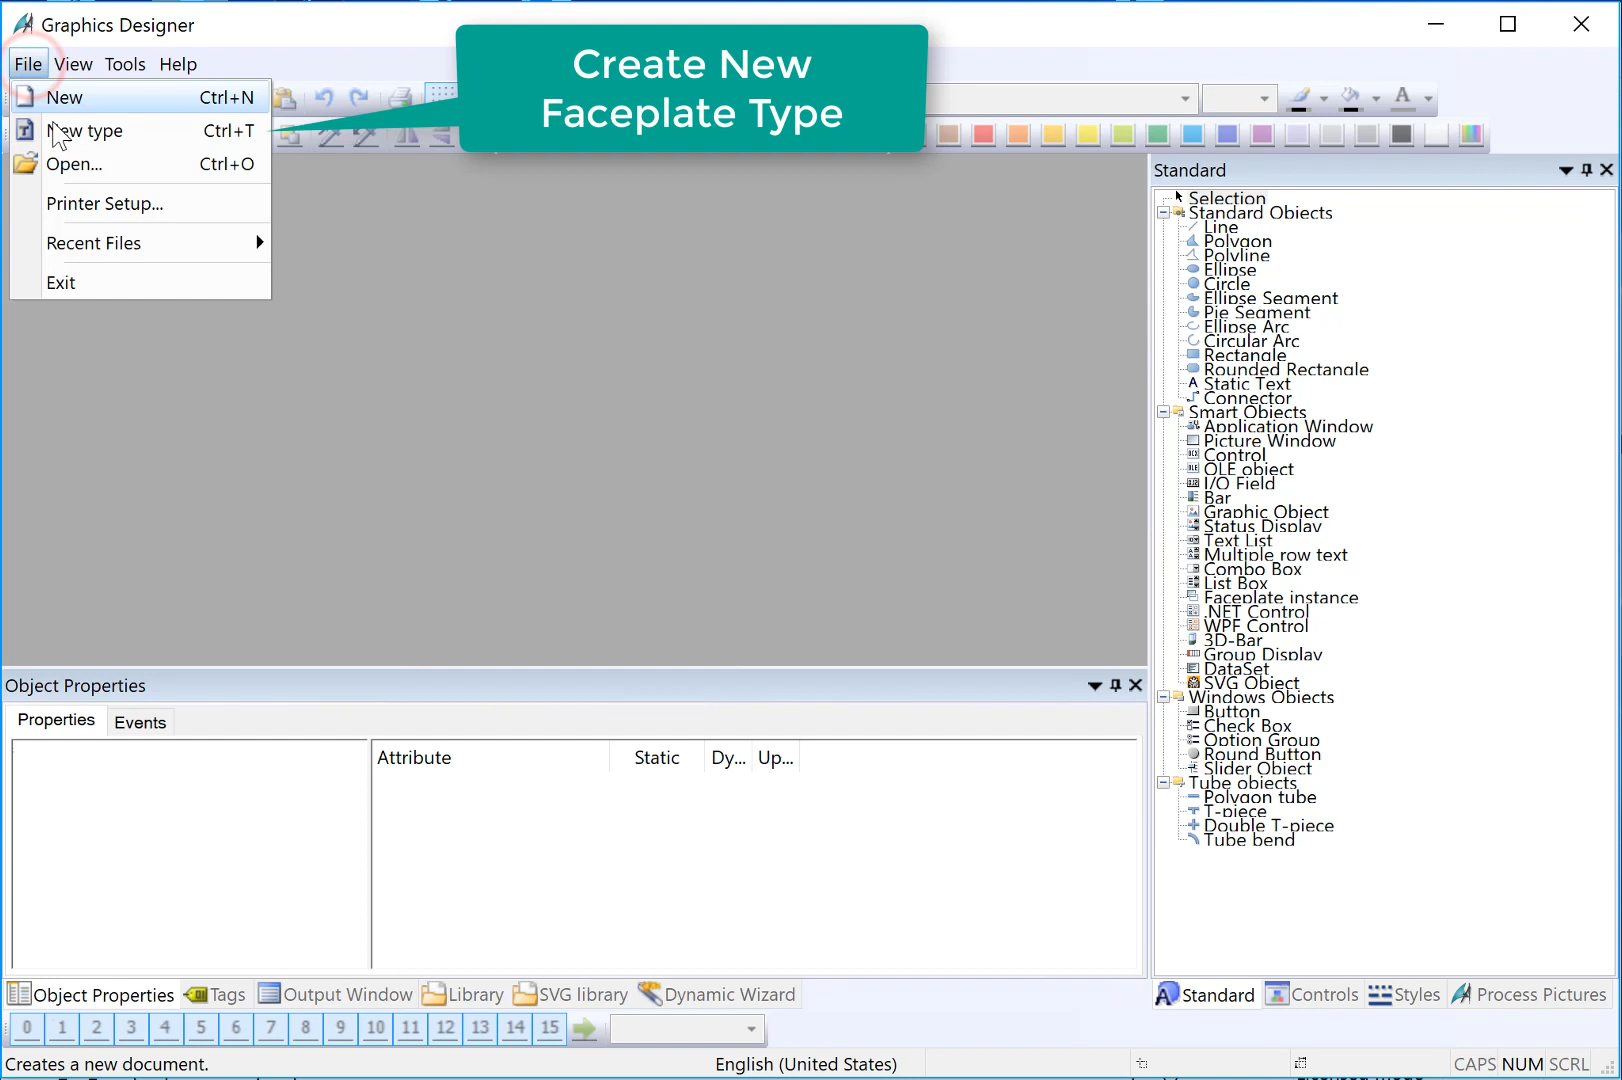 Graphics Designer
File View Tools Help
Create New
Faceplate Type
New Ctrl+N
New type Ctrl+T
Open... Ctrl+O
Printer Setup...
Recent Files
Exit
A
Standard
Selection
Standard Objects
Line
Polygon
Polyline
Ellipse
Circle
Ellipse Segment
Pie Segment
Ellipse Arc
Circular Arc
Rectangle
Rounded Rectangle
A Static Text
Connector
Smart Objects
Application Window
Picture Window
Control
OLE object
I/O Field
Bar
Graphic Object
Status Display
Text List
Multiple row text
Combo Box
List Box
Faceplate instance
.NET Control
WPF Control
3D-Bar
Group Display
DataSet
SVG Object
Windows Objects
Button
Check Box
Option Group
Round Button
Slider Object
Tube objects
Polygon tube
T-piece
Double T-piece
Tube bend
Object Properties
Properties Events
Attribute Static Dy... Up...
Object Properties Tags Output Window Library SVG library Dynamic Wizard
Standard Controls Styles Process Pictures
0 1 2 3 4 5 6 7 8 9 10 11 12 13 14 15
Creates a new document. English (United States) CAPS NUM SCRL